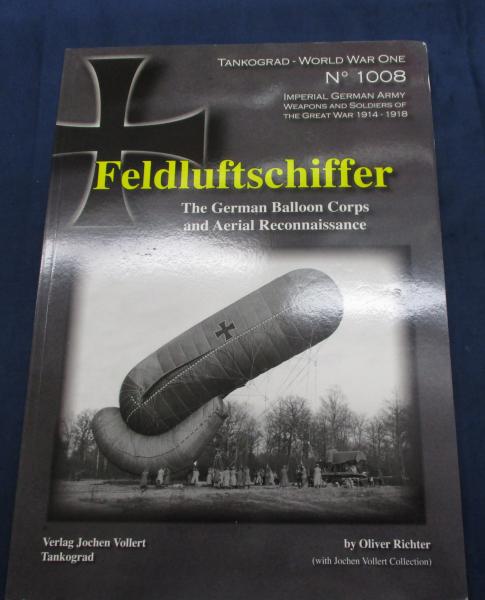 TANKOGRAD - WORLD WAR ONE
Nº 1008
IMPERIAL GERMAN ARMY
WEAPONS AND SOLDIERS OF
THE GREAT WAR 1914 - 1918
Feldluftschiffer
The German Balloon Corps
and Aerial Reconnaissance
Verlag Jochen Vollert
Tankograd
by Oliver Richter
(with Jochen Vollert Collection)